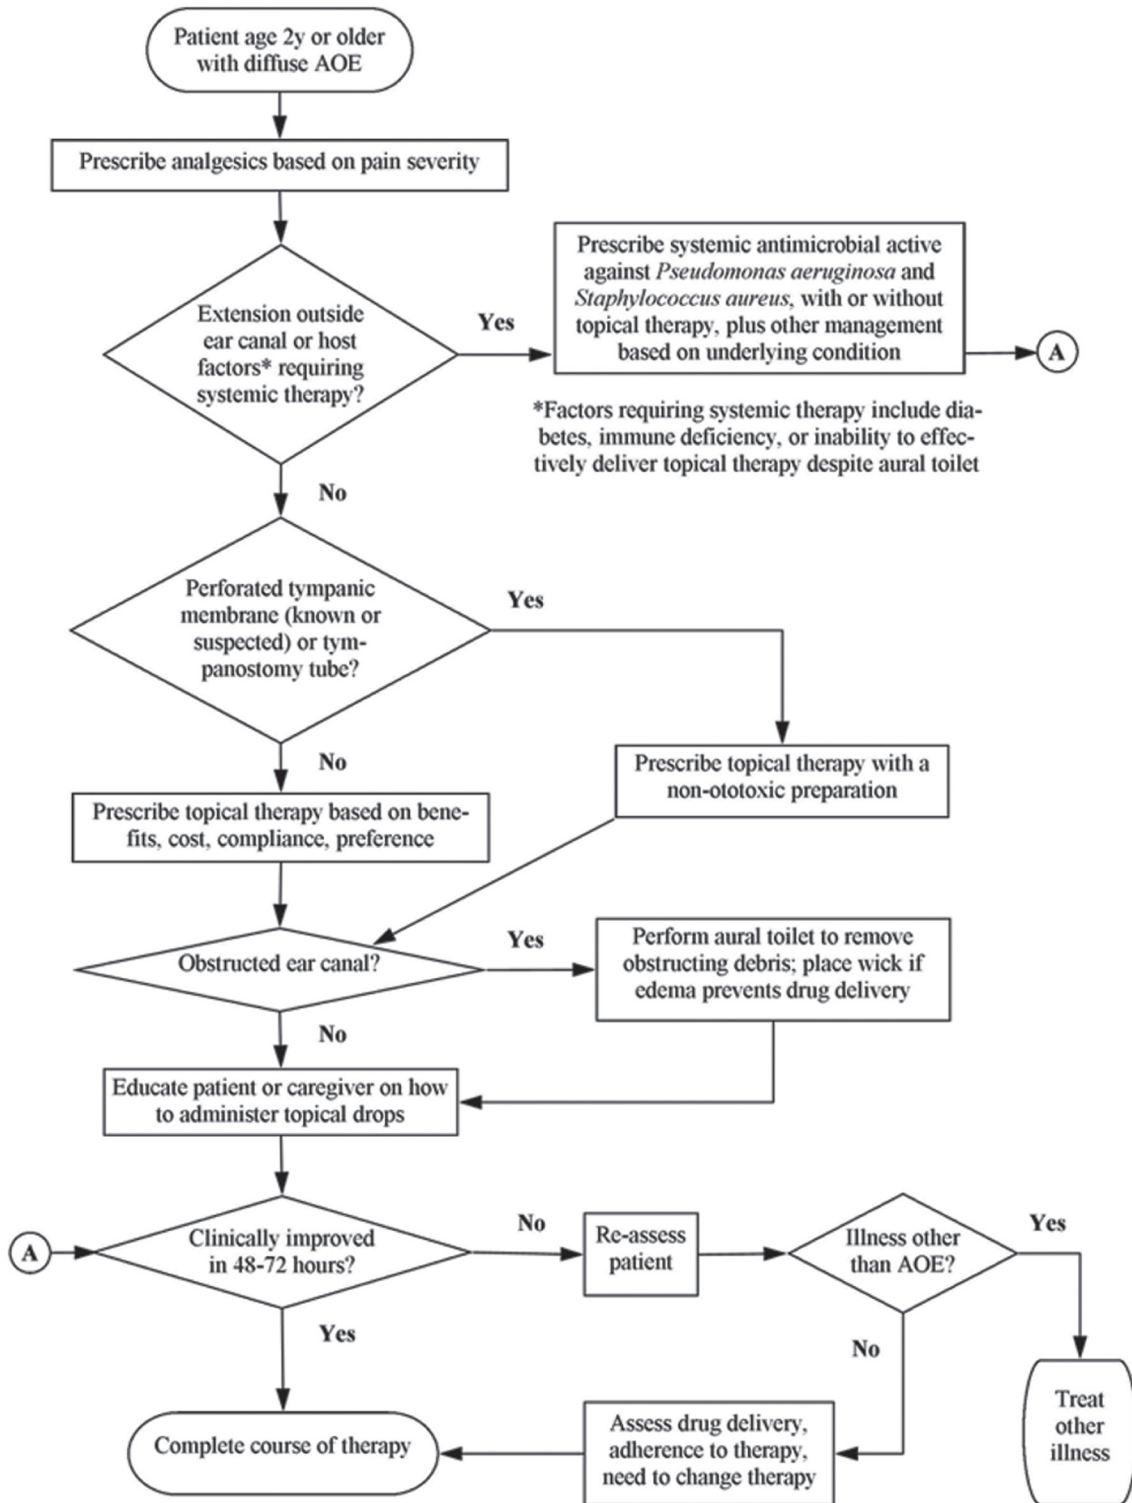 Patient age 2y or older
with diffuse AOE
Prescribe analgesics based on pain severity
Extension outside
ear canal or host
factors* requiring
systemic therapy?
Yes
Prescribe systemic antimicrobial active
against Pseudomonas aeruginosa and
Staphylococcus aureus, with or without
topical therapy, plus other management
based on underlying condition
A
*Factors requiring systemic therapy include dia-
betes, immune deficiency, or inability to effec-
tively deliver topical therapy despite aural toilet
No
Perforated tympanic
membrane (known or
suspected) or tym-
panostomy tube?
Yes
No
Prescribe topical therapy with a
non-ototoxic preparation
Prescribe topical therapy based on bene-
fits, cost, compliance, preference
Obstructed ear canal?
Yes
Perform aural toilet to remove
obstructing debris; place wick if
edema prevents drug delivery
No
Educate patient or caregiver on how
to administer topical drops
A
Clinically improved
in 48-72 hours?
No
Re-assess
patient
Illness other
than AOE?
Yes
Yes
No
Treat
other
illness
Assess drug delivery,
adherence to therapy,
need to change therapy
Complete course of therapy